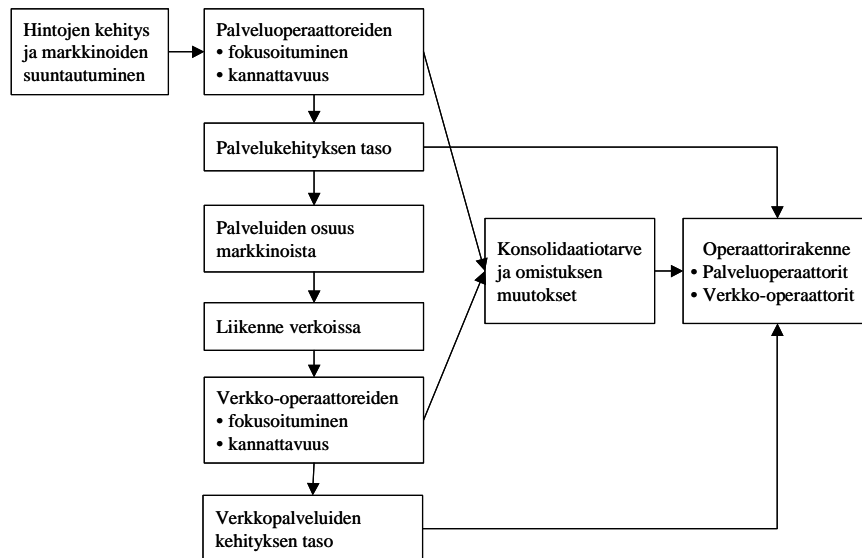 Hintojen kehitys
ja markkinoiden
suuntautuminen
Palveluoperaattoreiden
• fokusoituminen
• kannattavuus
Palvelukehityksen taso
Palveluiden osuus
markkinoista
Liikenne verkoissa
Verkko-operaattoreiden
• fokusoituminen
• kannattavuus
Verkkopalveluiden
kehityksen taso
Konsolidaatiotarve
ja omistuksen
muutokset
Operaattorirakenne
• Palveluoperaattorit
• Verkko-operaattorit